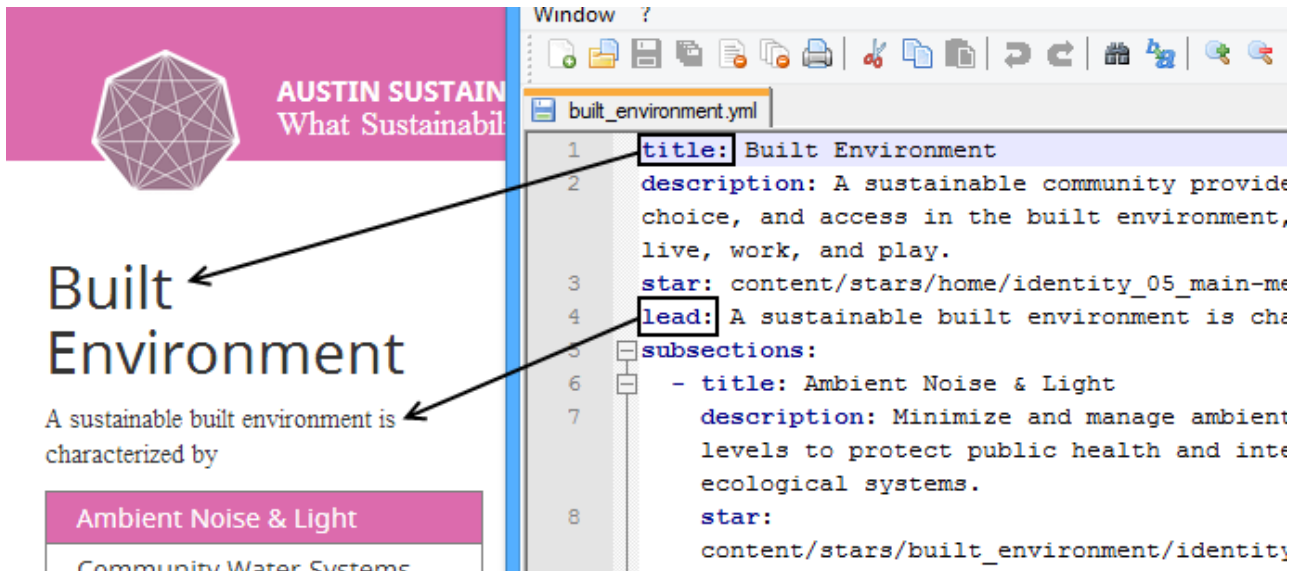 AUSTIN SUSTAIN
What Sustainabil
Built
Environment
A sustainable built environment is
characterized by
Ambient Noise & Light
Community Water Systems
Window ?
built_environment.yml
1 title: Built Environment
2 description: A sustainable community provide
choice, and access in the built environment,
live, work, and play.
3 star: content/stars/home/identity_05_main-me
4 lead: A sustainable built environment is cha
5 subsections:
6 - title: Ambient Noise & Light
7 description: Minimize and manage ambient
levels to protect public health and inte
ecological systems.
8 star:
content/stars/built_environment/identity